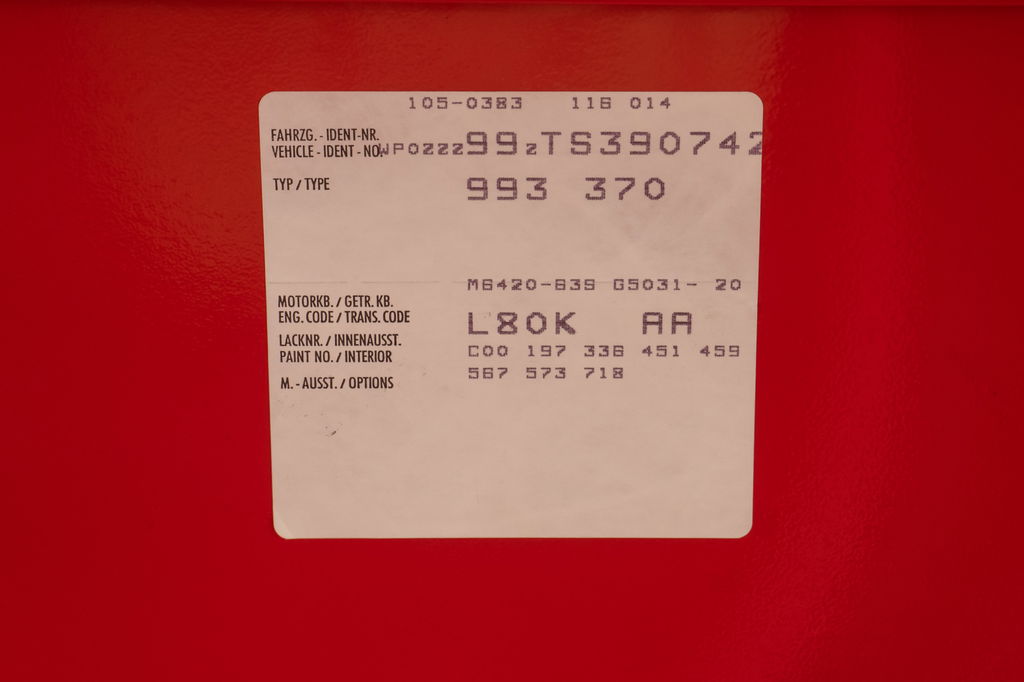 105-0383 116 014
FAHRZG. - IDENT-NR.
VEHICLE - IDENT - NO. WP0ZZZ99ZTS390742
TYP / TYPE 993 370
M6420-63S G5031- 20
MOTORKB. / GETR. KB.
ENG. CODE / TRANS. CODE L80K AA
LACKNR. / INNENAUSST.
PAINT NO. / INTERIOR C00 197 336 451 459
567 573 718
M. - AUSST. / OPTIONS